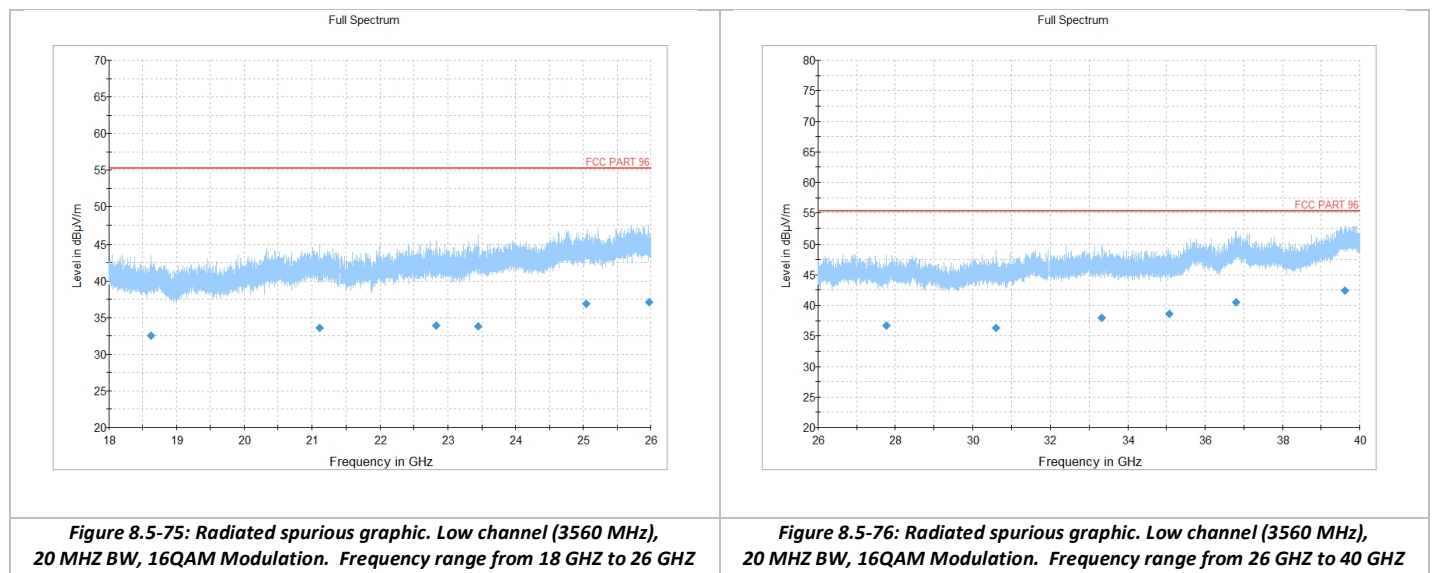 Full Spectrum
70
65
60
55
50
45
40
35
30
25
20
Level in dBµV/m
FCC PART 96
18 19 20 21 22 23 24 25 26
Frequency in GHz
Full Spectrum
80
75
70
65
60
55
50
45
40
35
30
25
20
Level in dBµV/m
FCC PART 96
26 28 30 32 34 36 38 40
Frequency in GHz
Figure 8.5-75: Radiated spurious graphic. Low channel (3560 MHz),
20 MHZ BW, 16QAM Modulation. Frequency range from 18 GHZ to 26 GHZ
Figure 8.5-76: Radiated spurious graphic. Low channel (3560 MHz),
20 MHZ BW, 16QAM Modulation. Frequency range from 26 GHZ to 40 GHZ